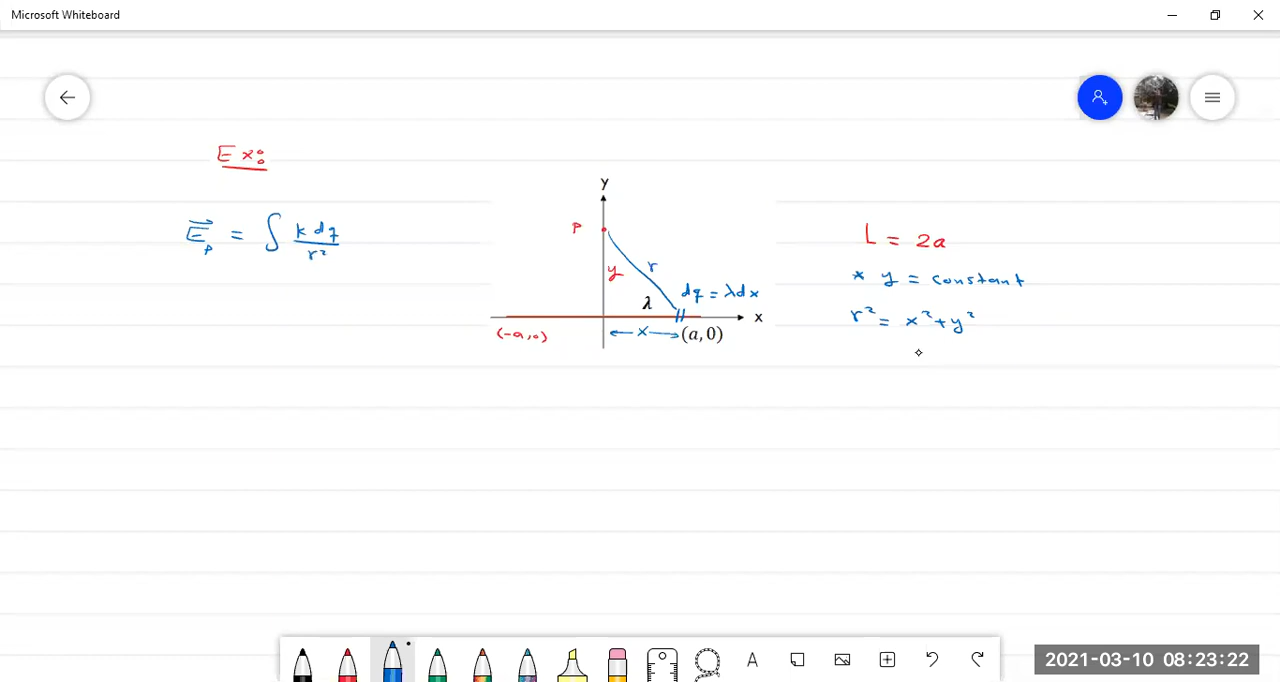 Microsoft Whiteboard
Ex:
E⃗_P = ∫ k dq / r²
y
P
y
r
λ
dq = λdx
x
(-a,0)
x
(a,0)
L = 2a
* y = constant
r² = x² + y²
A
2021-03-10 08:23:22